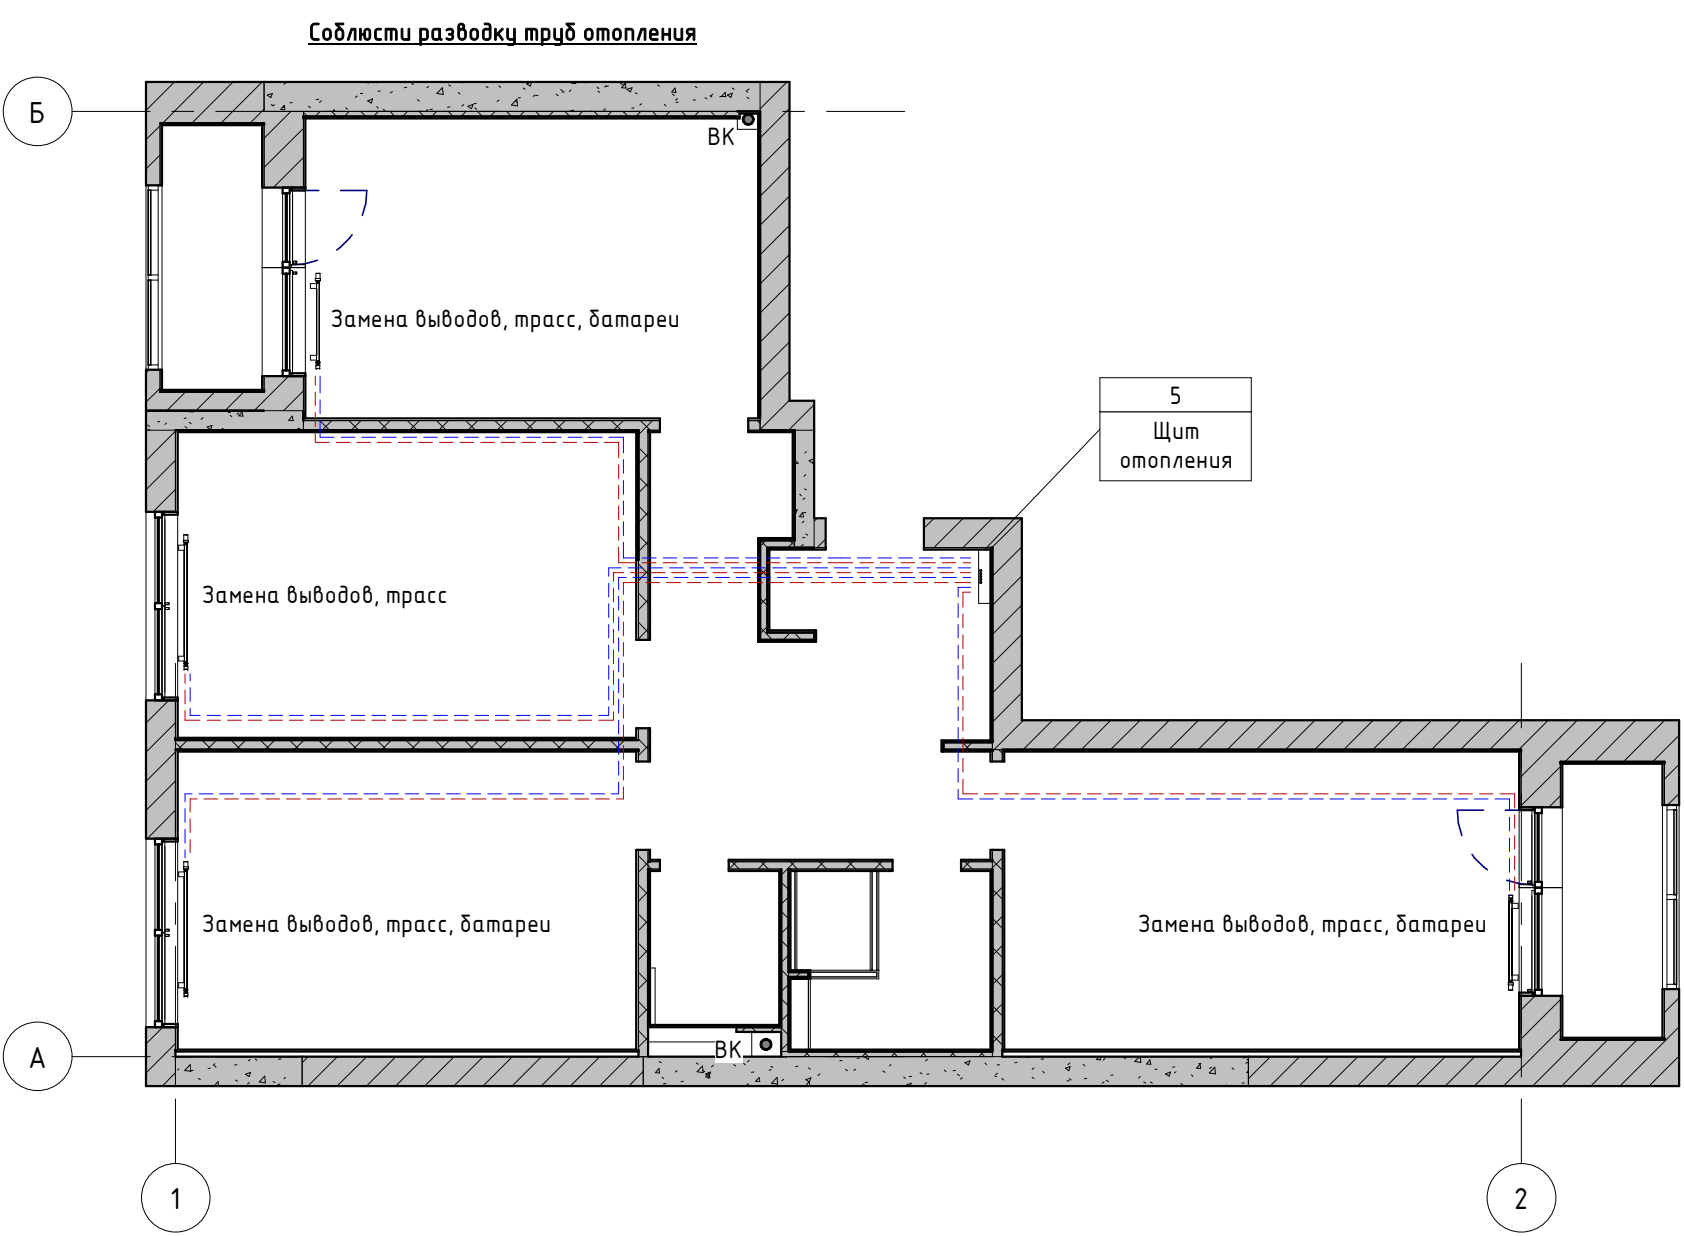 Соблюсти разводку труб отопления
Б
ВК
Замена выводов, трасс, батареи
5
Щит
отопления
Замена выводов, трасс
Замена выводов, трасс, батареи
Замена выводов, трасс, батареи
А
ВК
1
2